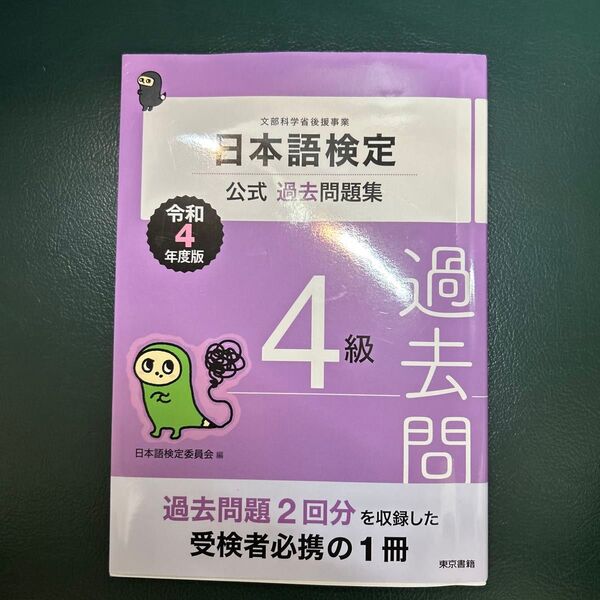 文部科学省後援事業
日本語検定
公式 過去問題集
令和
4
年度版
4級
過去問
日本語検定委員会 編
過去問題2回分を収録した
受検者必携の1冊
東京書籍